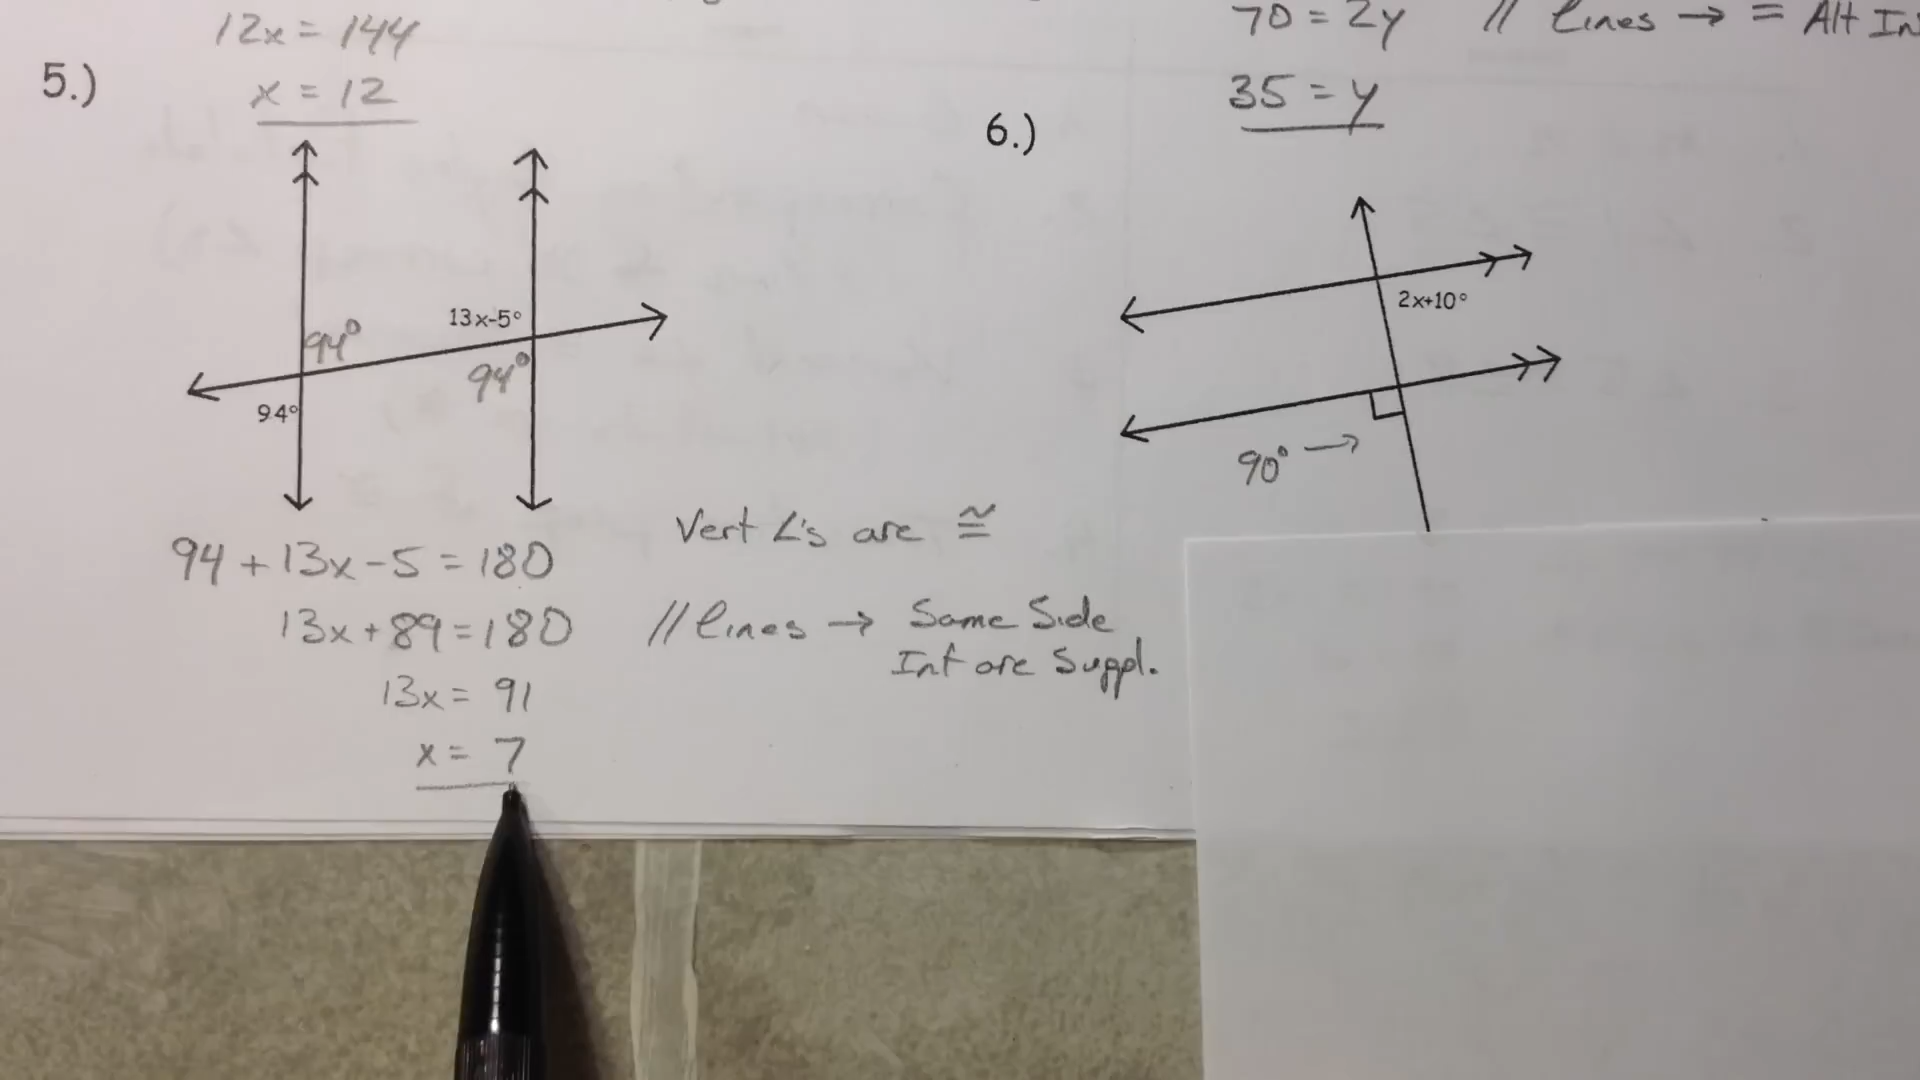 12x = 144
x = 12
5.)
94°
13x-5°
94°
94°
94 + 13x - 5 = 180
13x + 89 = 180
13x = 91
x = 7
Vert ∠'s are ≅
// lines → Same Side
Int are Suppl.
70 = 2y // lines → = Alt In
35 = y
6.)
2x+10°
90° →